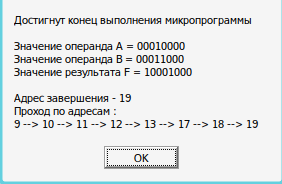 Достигнут конец выполнения микропрограммы
Значение операнда A = 00010000
Значение операнда B = 00011000
Значение результата F = 10001000
Адрес завершения - 19
Проход по адресам :
9 --> 10 --> 11 --> 12 --> 13 --> 17 --> 18 --> 19
OK